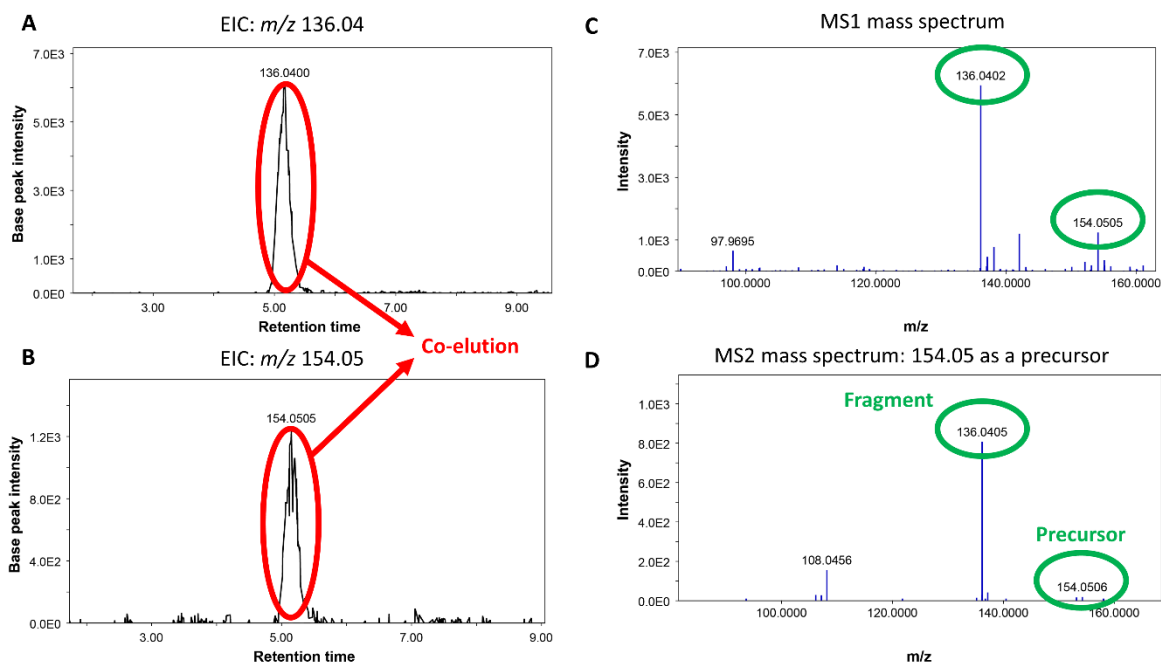 A
EIC: m/z 136.04
7.0E3
5.0E3
3.0E3
1.0E3
0.0E0
Base peak intensity
136.0400
3.00
5.00
7.00
9.00
Retention time
C
MS1 mass spectrum
7.0E3
5.0E3
3.0E3
1.0E3
0.0E0
Intensity
136.0402
154.0505
97.9695
100.0000
120.0000
140.0000
160.0000
m/z
Co-elution
B
EIC: m/z 154.05
1.2E3
8.0E2
4.0E2
0.0E0
Base peak intensity
154.0505
3.00
5.00
7.00
9.00
Retention time
D
MS2 mass spectrum: 154.05 as a precursor
1.0E3
8.0E2
6.0E2
4.0E2
2.0E2
0.0E0
Intensity
Fragment
136.0405
Precursor
154.0506
108.0456
100.0000
120.0000
140.0000
160.0000
m/z